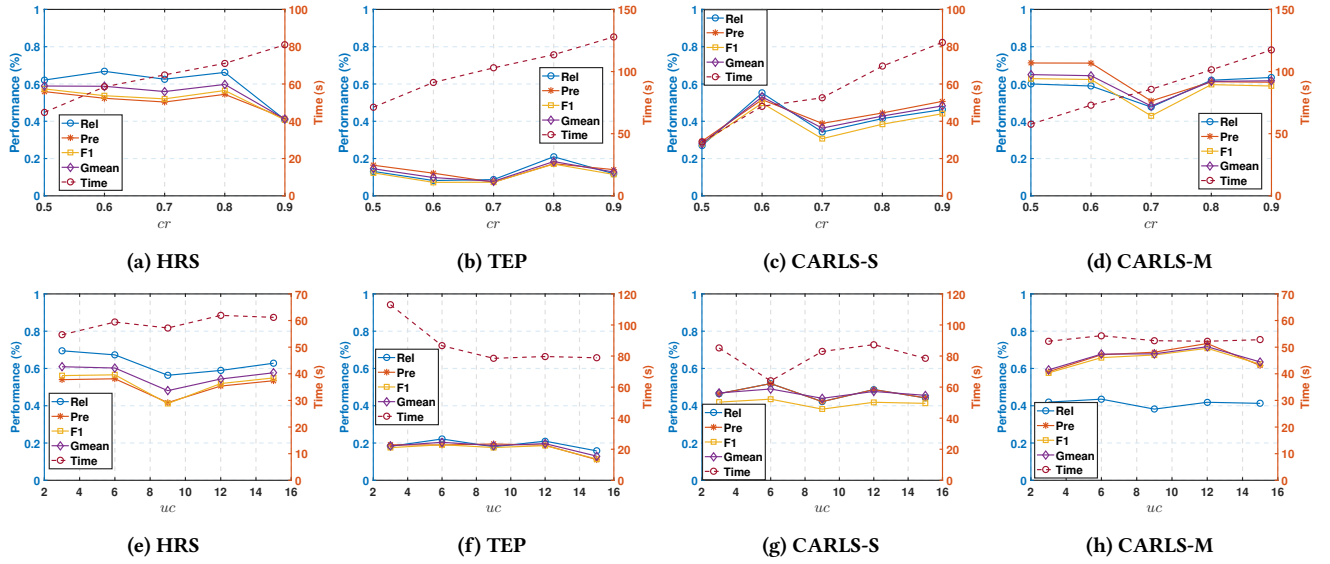 Performance (%)
1
0.8
0.6
0.4
0.2
0
Rel
Pre
F1
Gmean
Time
100
80
60
40
20
0
Time (s)
0.5 0.6 0.7 0.8 0.9
cr
(a) HRS
Performance (%)
1
0.8
0.6
0.4
0.2
0
Rel
Pre
F1
Gmean
Time
150
100
50
0
Time (s)
0.5 0.6 0.7 0.8 0.9
cr
(b) TEP
Performance (%)
1
0.8
0.6
0.4
0.2
0
Rel
Pre
F1
Gmean
Time
100
80
60
40
20
0
Time (s)
0.5 0.6 0.7 0.8 0.9
cr
(c) CARLS-S
Performance (%)
1
0.8
0.6
0.4
0.2
0
Rel
Pre
F1
Gmean
Time
150
100
50
0
Time (s)
0.5 0.6 0.7 0.8 0.9
cr
(d) CARLS-M
Performance (%)
1
0.8
0.6
0.4
0.2
0
Rel
Pre
F1
Gmean
Time
70
60
50
40
30
20
10
0
Time (s)
2 4 6 8 10 12 14 16
uc
(e) HRS
Performance (%)
1
0.8
0.6
0.4
0.2
0
Rel
Pre
F1
Gmean
Time
120
100
80
60
40
20
0
Time (s)
2 4 6 8 10 12 14 16
uc
(f) TEP
Performance (%)
1
0.8
0.6
0.4
0.2
0
Rel
Pre
F1
Gmean
Time
120
100
80
60
40
20
0
Time (s)
2 4 6 8 10 12 14 16
uc
(g) CARLS-S
Performance (%)
1
0.8
0.6
0.4
0.2
0
Rel
Pre
F1
Gmean
Time
70
60
50
40
30
20
10
0
Time (s)
2 4 6 8 10 12 14 16
uc
(h) CARLS-M